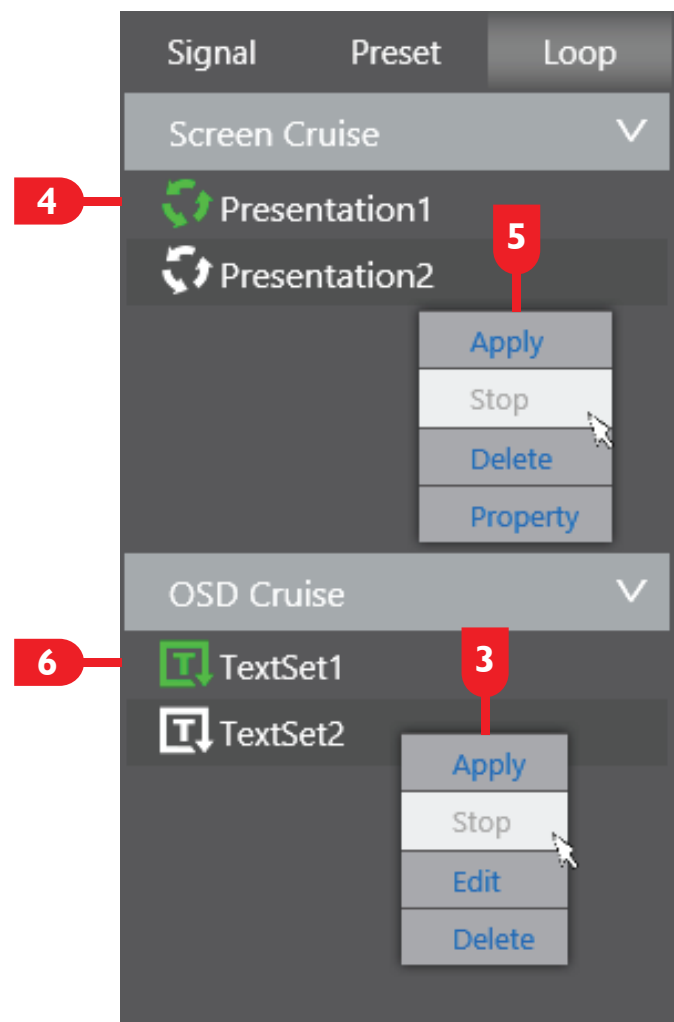 Signal Preset Loop
Screen Cruise
4 Presentation1
5
Presentation2
Apply
Stop
Delete
Property
OSD Cruise
6 TextSet1
3
TextSet2
Apply
Stop
Edit
Delete